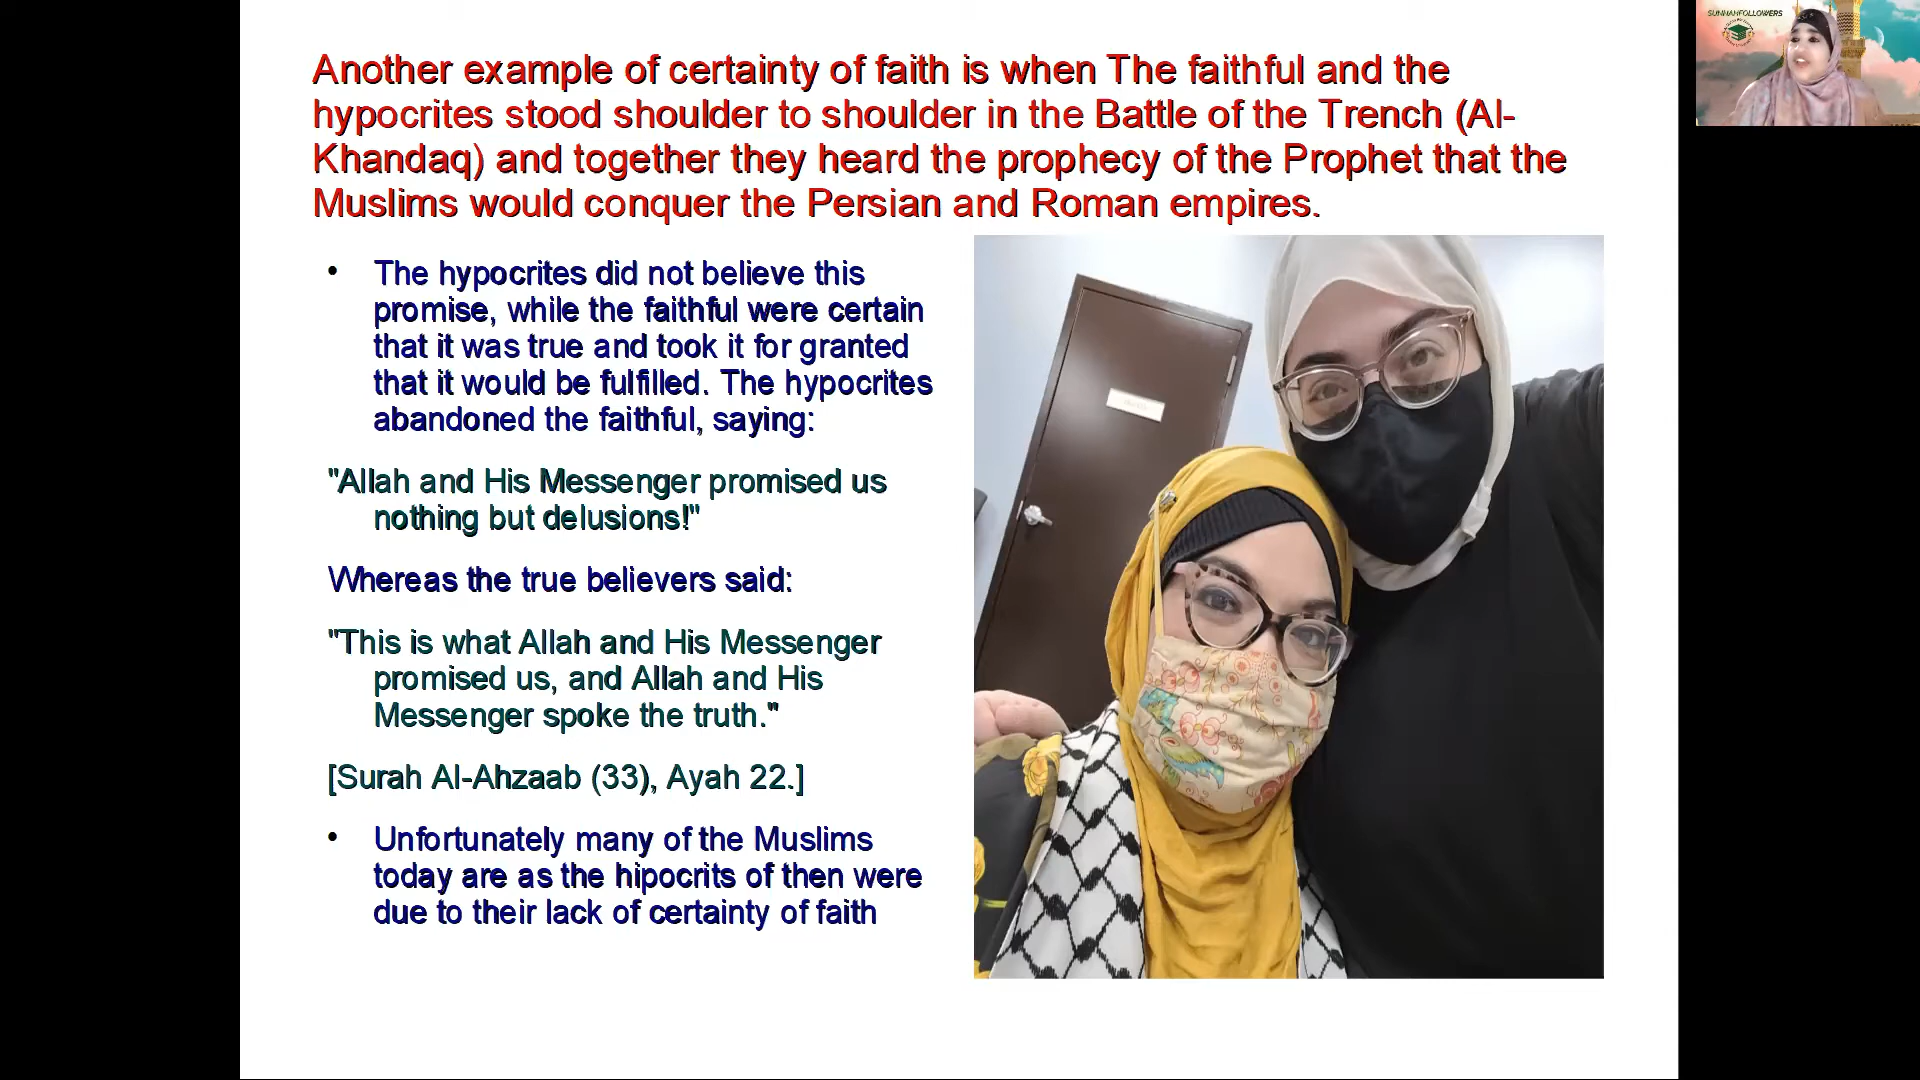 SUNNAHFOLLOWERS
Another example of certainty of faith is when The faithful and the
hypocrites stood shoulder to shoulder in the Battle of the Trench (Al-
Khandaq) and together they heard the prophecy of the Prophet that the
Muslims would conquer the Persian and Roman empires.
• The hypocrites did not believe this
promise, while the faithful were certain
that it was true and took it for granted
that it would be fulfilled. The hypocrites
abandoned the faithful, saying:
"Allah and His Messenger promised us
nothing but delusions!"
Whereas the true believers said:
"This is what Allah and His Messenger
promised us, and Allah and His
Messenger spoke the truth."
[Surah Al-Ahzaab (33), Ayah 22.]
• Unfortunately many of the Muslims
today are as the hipocrits of then were
due to their lack of certainty of faith